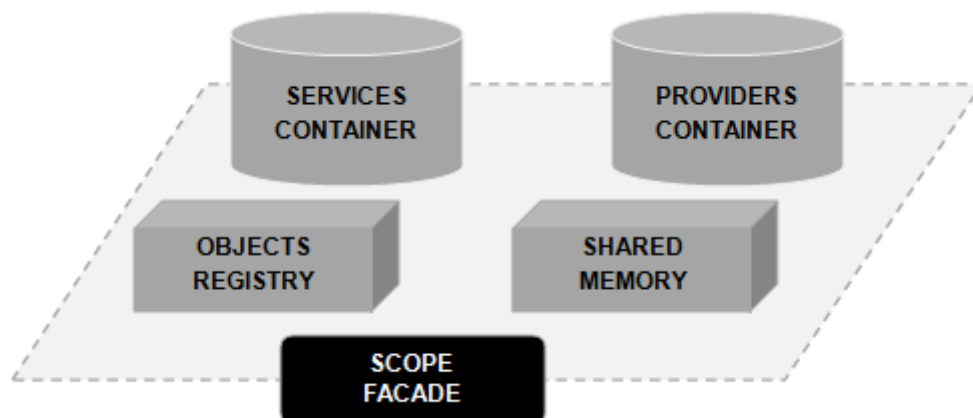 SERVICES
CONTAINER
PROVIDERS
CONTAINER
OBJECTS
REGISTRY
SHARED
MEMORY
SCOPE
FACADE